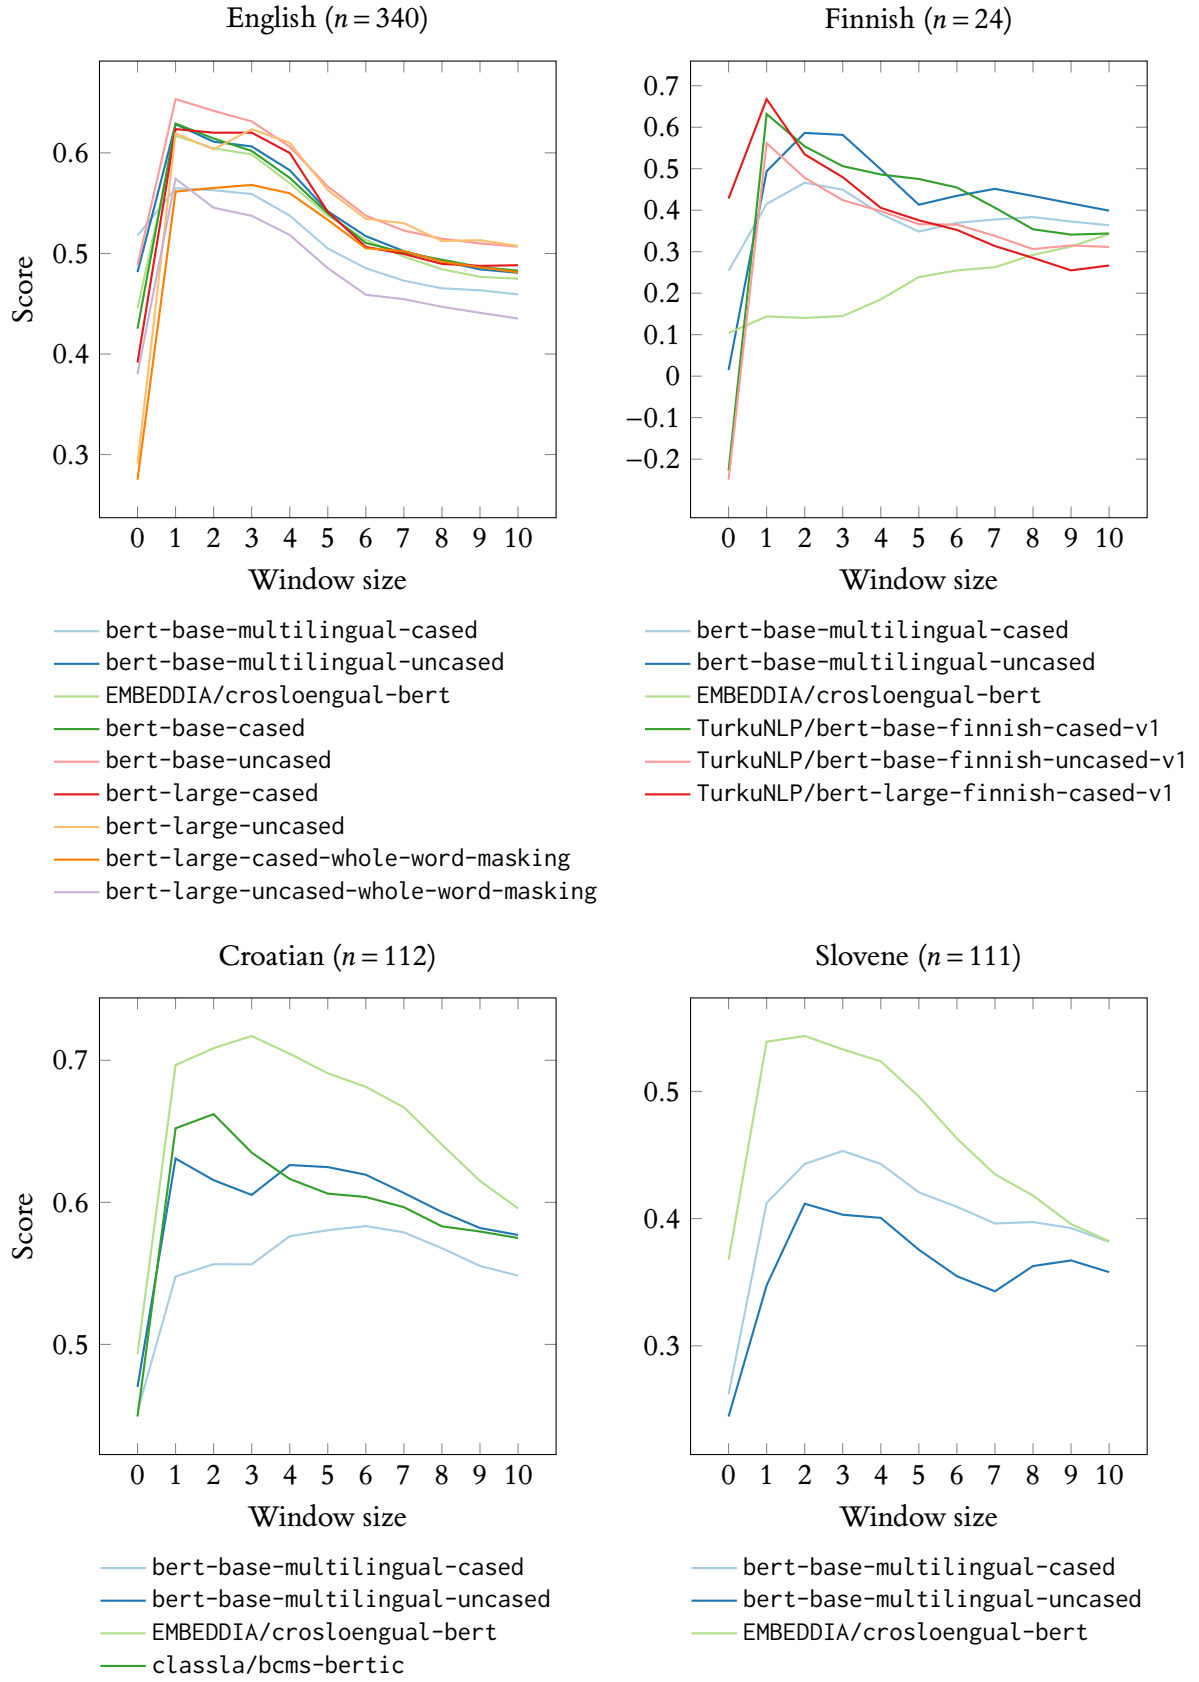 English (n = 340)
0.6
0.5
0.4
0.3
Score
0 1 2 3 4 5 6 7 8 9 10
Window size
bert-base-multilingual-cased
bert-base-multilingual-uncased
EMBEDDIA/crosloengual-bert
bert-base-cased
bert-base-uncased
bert-large-cased
bert-large-uncased
bert-large-cased-whole-word-masking
bert-large-uncased-whole-word-masking
Finnish (n = 24)
0.7
0.6
0.5
0.4
0.3
0.2
0.1
0
−0.1
−0.2
0 1 2 3 4 5 6 7 8 9 10
Window size
bert-base-multilingual-cased
bert-base-multilingual-uncased
EMBEDDIA/crosloengual-bert
TurkuNLP/bert-base-finnish-cased-v1
TurkuNLP/bert-base-finnish-uncased-v1
TurkuNLP/bert-large-finnish-cased-v1
Croatian (n = 112)
0.7
0.6
0.5
Score
0 1 2 3 4 5 6 7 8 9 10
Window size
bert-base-multilingual-cased
bert-base-multilingual-uncased
EMBEDDIA/crosloengual-bert
classla/bcms-bertic
Slovene (n = 111)
0.5
0.4
0.3
0 1 2 3 4 5 6 7 8 9 10
Window size
bert-base-multilingual-cased
bert-base-multilingual-uncased
EMBEDDIA/crosloengual-bert